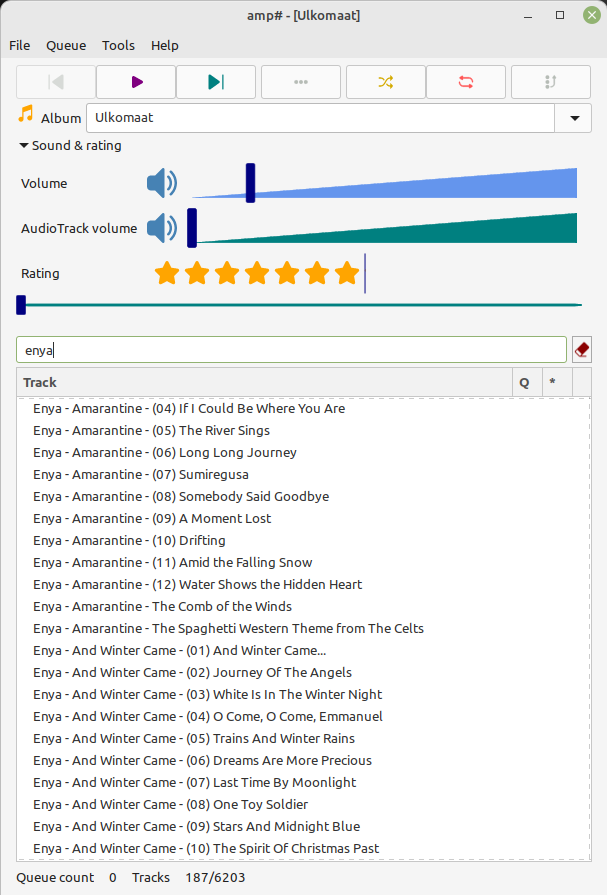 amp# - [Ulkomaat]
File Queue Tools Help
Album Ulkomaat
Sound & rating
Volume
AudioTrack volume
Rating
enya
Track Q *
Enya - Amarantine - (04) If I Could Be Where You Are
Enya - Amarantine - (05) The River Sings
Enya - Amarantine - (06) Long Long Journey
Enya - Amarantine - (07) Sumiregusa
Enya - Amarantine - (08) Somebody Said Goodbye
Enya - Amarantine - (09) A Moment Lost
Enya - Amarantine - (10) Drifting
Enya - Amarantine - (11) Amid the Falling Snow
Enya - Amarantine - (12) Water Shows the Hidden Heart
Enya - Amarantine - The Comb of the Winds
Enya - Amarantine - The Spaghetti Western Theme from The Celts
Enya - And Winter Came - (01) And Winter Came...
Enya - And Winter Came - (02) Journey Of The Angels
Enya - And Winter Came - (03) White Is In The Winter Night
Enya - And Winter Came - (04) O Come, O Come, Emmanuel
Enya - And Winter Came - (05) Trains And Winter Rains
Enya - And Winter Came - (06) Dreams Are More Precious
Enya - And Winter Came - (07) Last Time By Moonlight
Enya - And Winter Came - (08) One Toy Soldier
Enya - And Winter Came - (09) Stars And Midnight Blue
Enya - And Winter Came - (10) The Spirit Of Christmas Past
Queue count 0 Tracks 187/6203